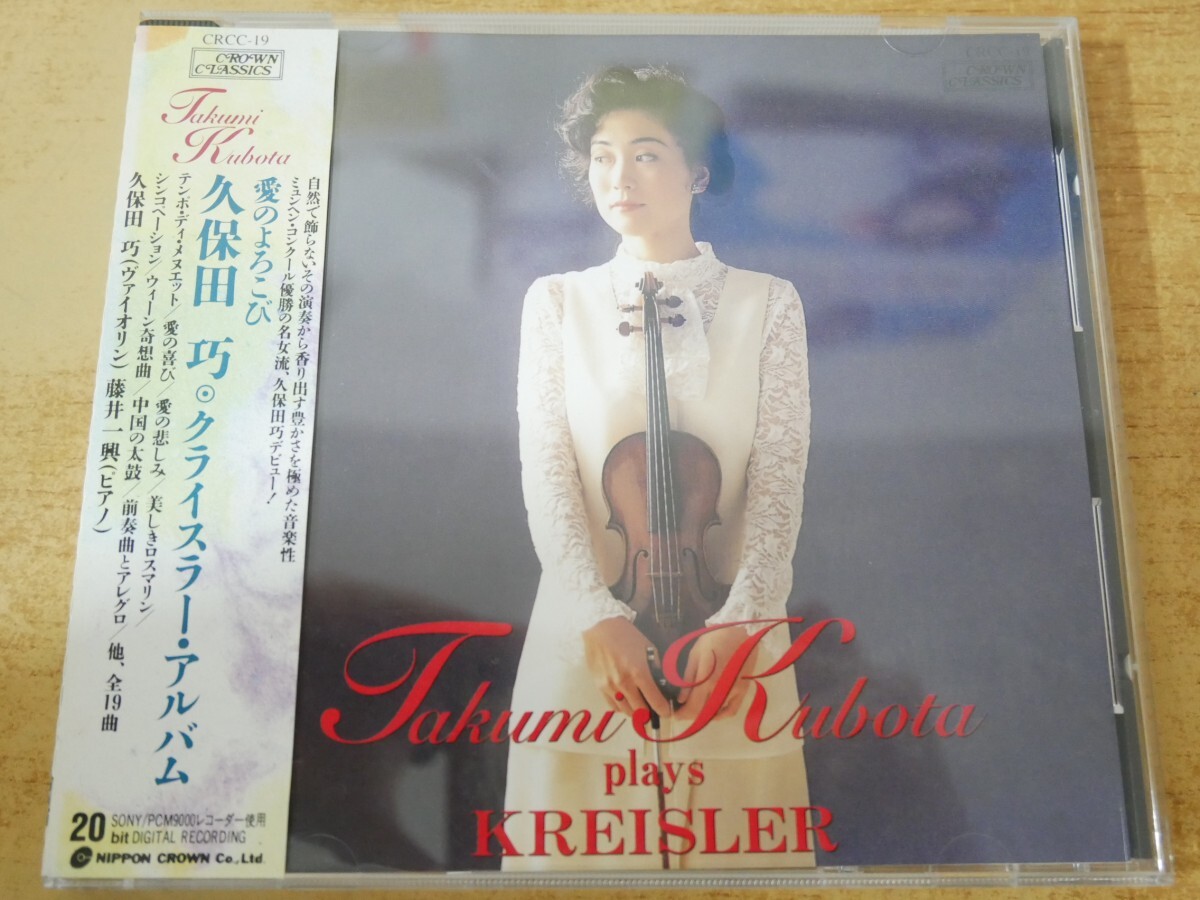 CRCC-19
CROWN
CLASSICS
Takumi
Kubota
自然で飾らないその演奏から香り出す豊かさを極めた音楽性
ミュンヘン・コンクール優勝の名女流、久保田巧デビュー!
愛のよろこび
久保田 巧◉クライスラー・アルバム
テンポ・ディ・メヌエット/愛の喜び/愛の悲しみ/美しきロスマリン/
シンコペーション/ウィーン奇想曲/中国の太鼓/前奏曲とアレグロ/他、全19曲
久保田 巧(ヴァイオリン) 藤井一興(ピアノ)
20
bit
SONY/PCM9000レコーダー使用
DIGITAL RECORDING
NIPPON CROWN Co., Ltd.
CRCC-19
CROWN
CLASSICS
Takumi Kubota
plays
KREISLER